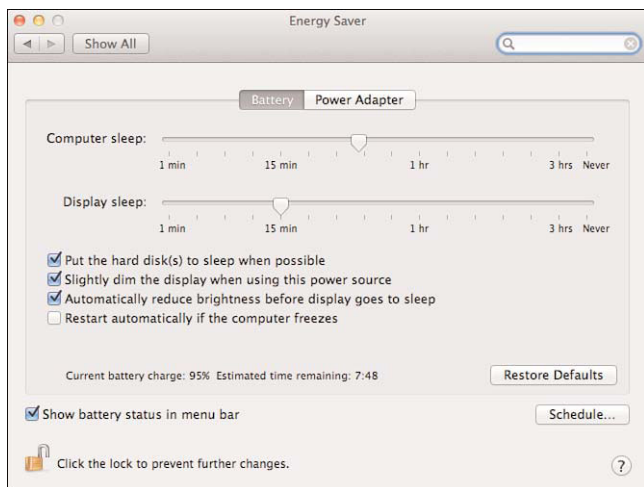 Energy Saver
Show All
Battery Power Adapter
Computer sleep:
1 min 15 min 1 hr 3 hrs Never
Display sleep:
1 min 15 min 1 hr 3 hrs Never
Put the hard disk(s) to sleep when possible
Slightly dim the display when using this power source
Automatically reduce brightness before display goes to sleep
Restart automatically if the computer freezes
Current battery charge: 95% Estimated time remaining: 7:48 Restore Defaults
Show battery status in menu bar Schedule...
Click the lock to prevent further changes. ?